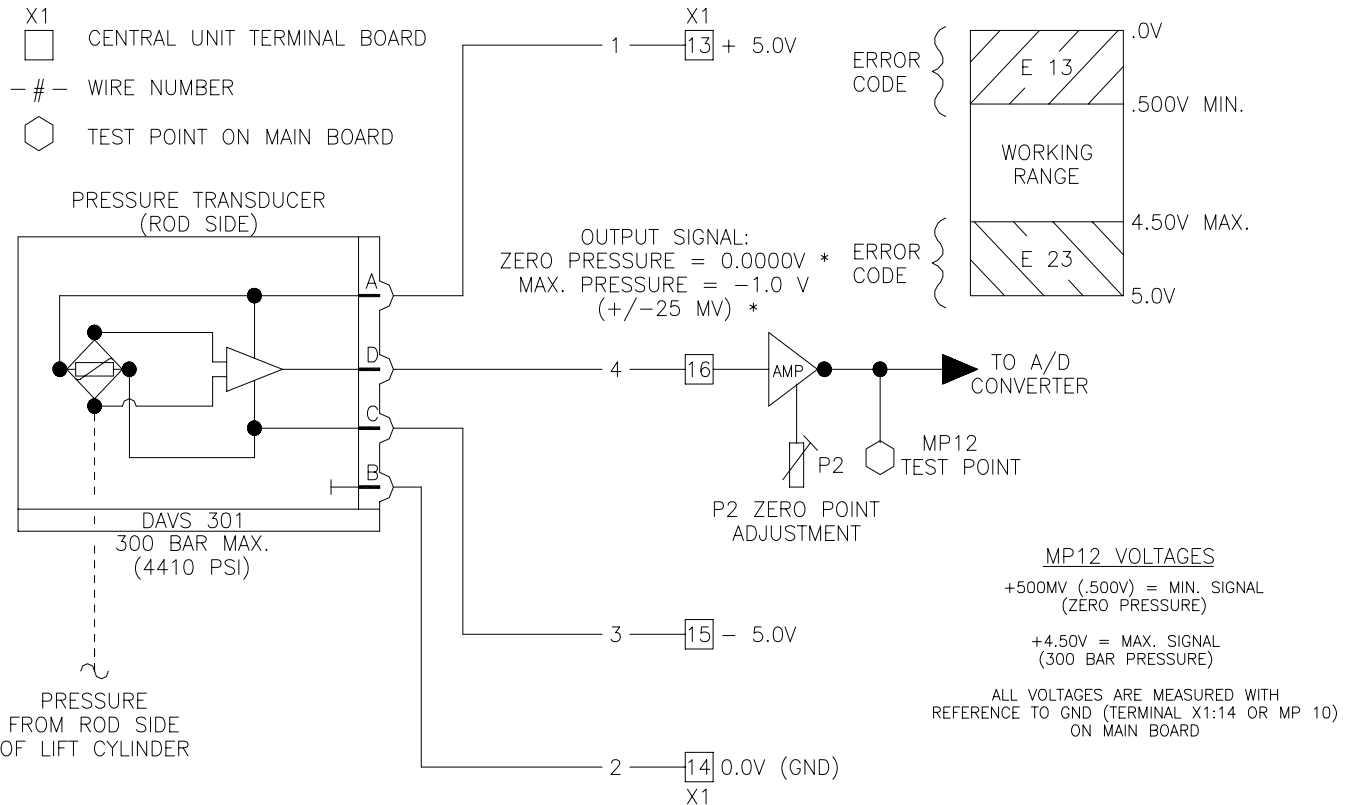 X1
CENTRAL UNIT TERMINAL BOARD
-#- WIRE NUMBER
TEST POINT ON MAIN BOARD
PRESSURE TRANSDUCER
(ROD SIDE)
A
D
C
B
DAVS 301
300 BAR MAX.
(4410 PSI)
PRESSURE
FROM ROD SIDE
OF LIFT CYLINDER
X1
1
13 + 5.0V
OUTPUT SIGNAL:
ZERO PRESSURE = 0.0000V *
MAX. PRESSURE = -1.0 V
(+/-25 MV) *
4
16
AMP
TO A/D
CONVERTER
P2
MP12
TEST POINT
P2 ZERO POINT
ADJUSTMENT
3
15 - 5.0V
2
14 0.0V (GND)
X1
ERROR
CODE
E 13
.0V
.500V MIN.
WORKING
RANGE
4.50V MAX.
ERROR
CODE
E 23
5.0V
MP12 VOLTAGES
+500MV (.500V) = MIN. SIGNAL
(ZERO PRESSURE)
+4.50V = MAX. SIGNAL
(300 BAR PRESSURE)
ALL VOLTAGES ARE MEASURED WITH
REFERENCE TO GND (TERMINAL X1:14 OR MP 10)
ON MAIN BOARD